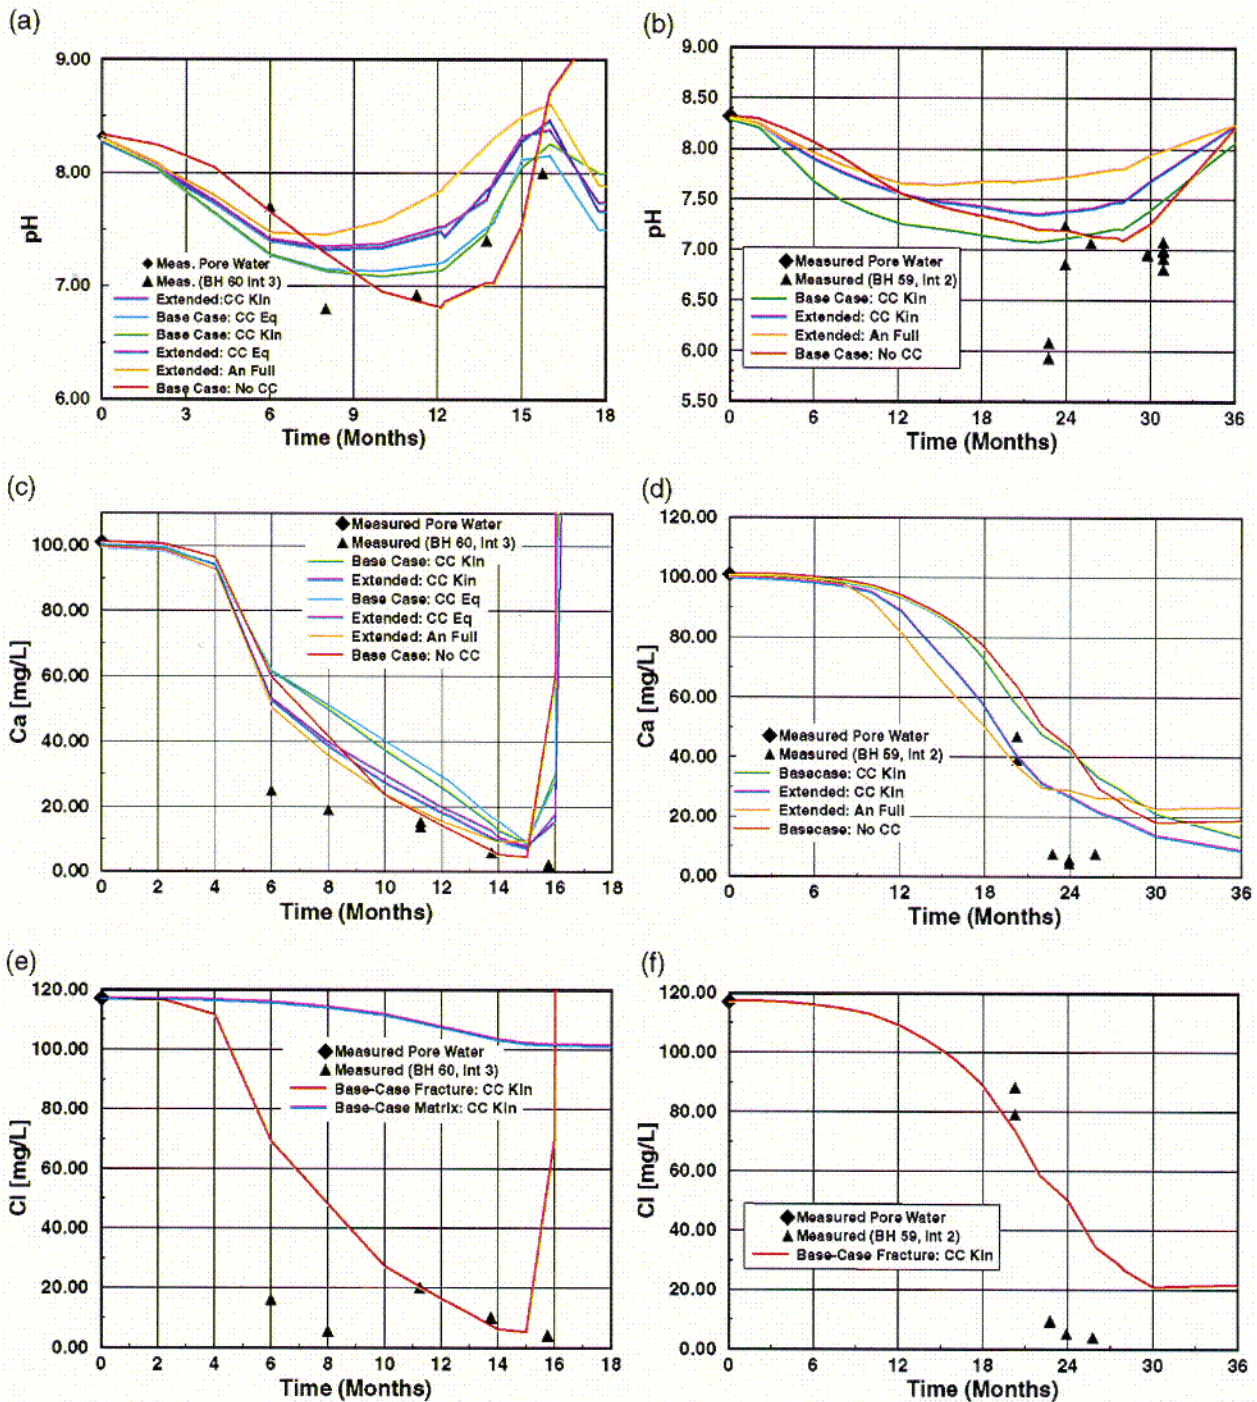 (a)
9.00
8.00
7.00
6.00
pH
Meas. Pore Water
Meas. (BH 60 Int 3)
Extended:CC Kin
Base Case: CC Eq
Base Case: CC Kin
Extended: CC Eq
Extended: An Full
Base Case: No CC
0 3 6 9 12 15 18
Time (Months)
(b)
9.00
8.50
8.00
7.50
7.00
6.50
6.00
5.50
pH
Measured Pore Water
Measured (BH 59, Int 2)
Base Case: CC Kin
Extended: CC Kin
Extended: An Full
Base Case: No CC
0 6 12 18 24 30 36
Time (Months)
(c)
100.00
80.00
60.00
40.00
20.00
0.00
Ca [mg/L]
Measured Pore Water
Measured (BH 60, Int 3)
Base Case: CC Kin
Extended: CC Kin
Base Case: CC Eq
Extended: CC Eq
Extended: An Full
Base Case: No CC
0 2 4 6 8 10 12 14 16 18
Time (Months)
(d)
120.00
100.00
80.00
60.00
40.00
20.00
0.00
Ca [mg/L]
Measured Pore Water
Measured (BH 59, Int 2)
Basecase: CC Kin
Extended: CC Kin
Extended: An Full
Basecase: No CC
0 6 12 18 24 30 36
Time (Months)
(e)
120.00
100.00
80.00
60.00
40.00
20.00
0.00
Cl [mg/L]
Measured Pore Water
Measured (BH 60, Int 3)
Base-Case Fracture: CC Kin
Base-Case Matrix: CC Kin
0 2 4 6 8 10 12 14 16 18
Time (Months)
(f)
120.00
100.00
80.00
60.00
40.00
20.00
0.00
Cl [mg/L]
Measured Pore Water
Measured (BH 59, Int 2)
Base-Case Fracture: CC Kin
0 6 12 18 24 30 36
Time (Months)